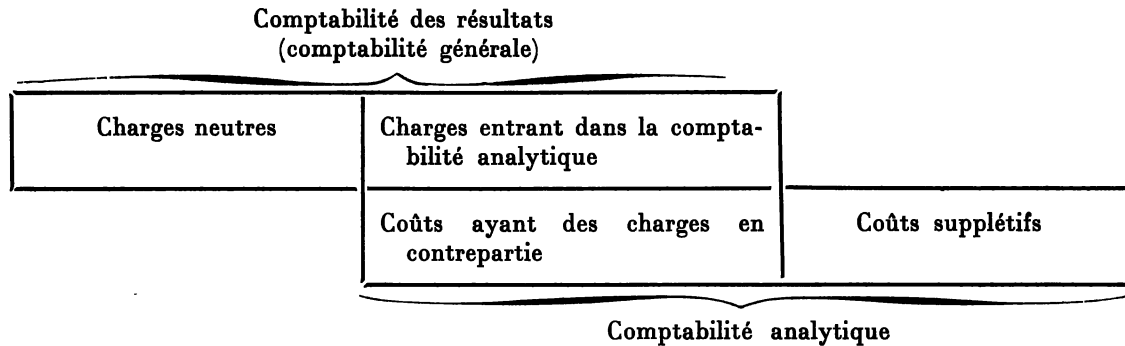 Comptabilité des résultats
(comptabilité générale)
Charges neutres
Charges entrant dans la compta-
bilité analytique
Coûts ayant des charges en
contrepartie
Coûts supplétifs
Comptabilité analytique